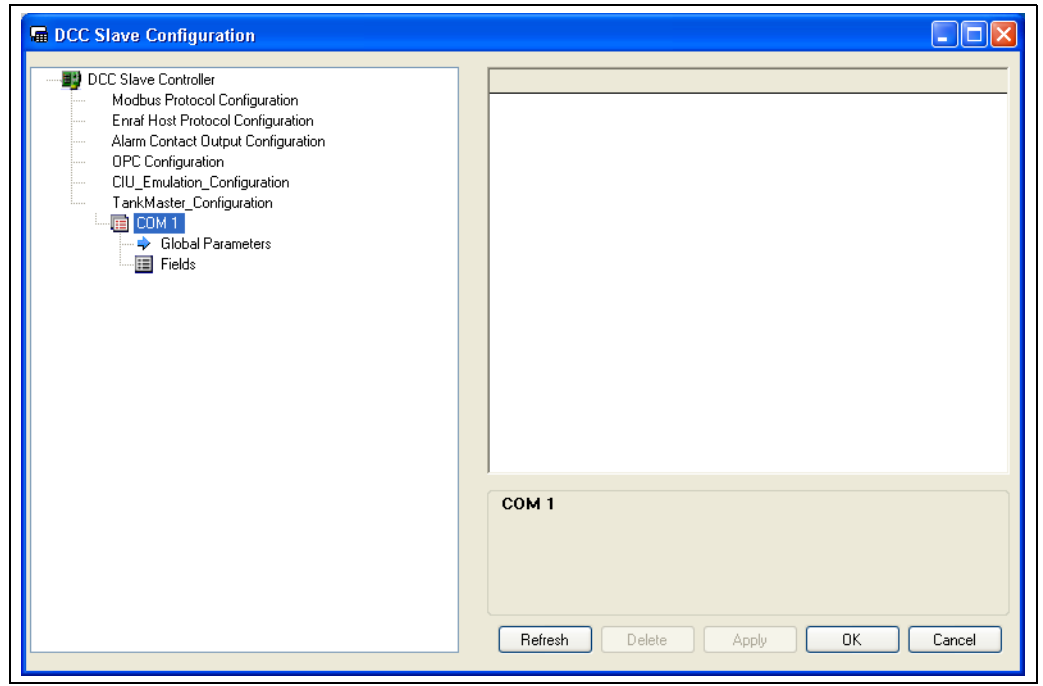 DCC Slave Configuration
DCC Slave Controller
Modbus Protocol Configuration
Enraf Host Protocol Configuration
Alarm Contact Output Configuration
OPC Configuration
CIU_Emulation_Configuration
TankMaster_Configuration
COM 1
Global Parameters
Fields
COM 1
Refresh Delete Apply OK Cancel